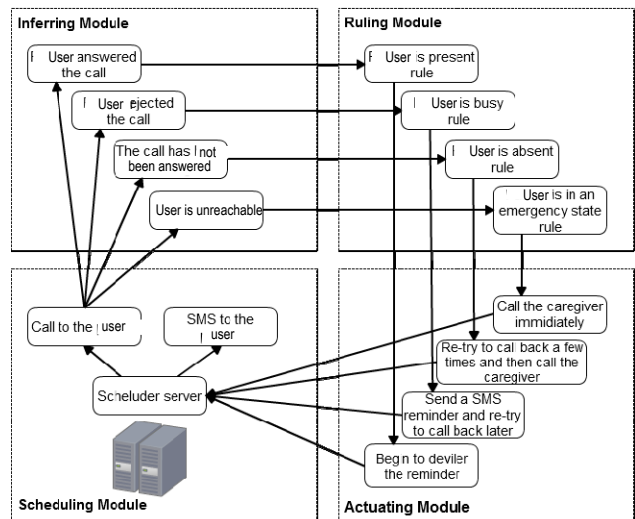 Inferring Module
Ruling Module
User answered
the call
User is present
rule
User ejected
the call
User is busy
rule
The call has not
been answered
User is absent
rule
User is unreachable
User is in an
emergency state
rule
Call to the user
SMS to the
user
Call the caregiver
immidiately
Re-try to call back a few
times and then call the
caregiver
Scheluder server
Send a SMS
reminder and re-try
to call back later
Begin to deviler
the reminder
Scheduling Module
Actuating Module